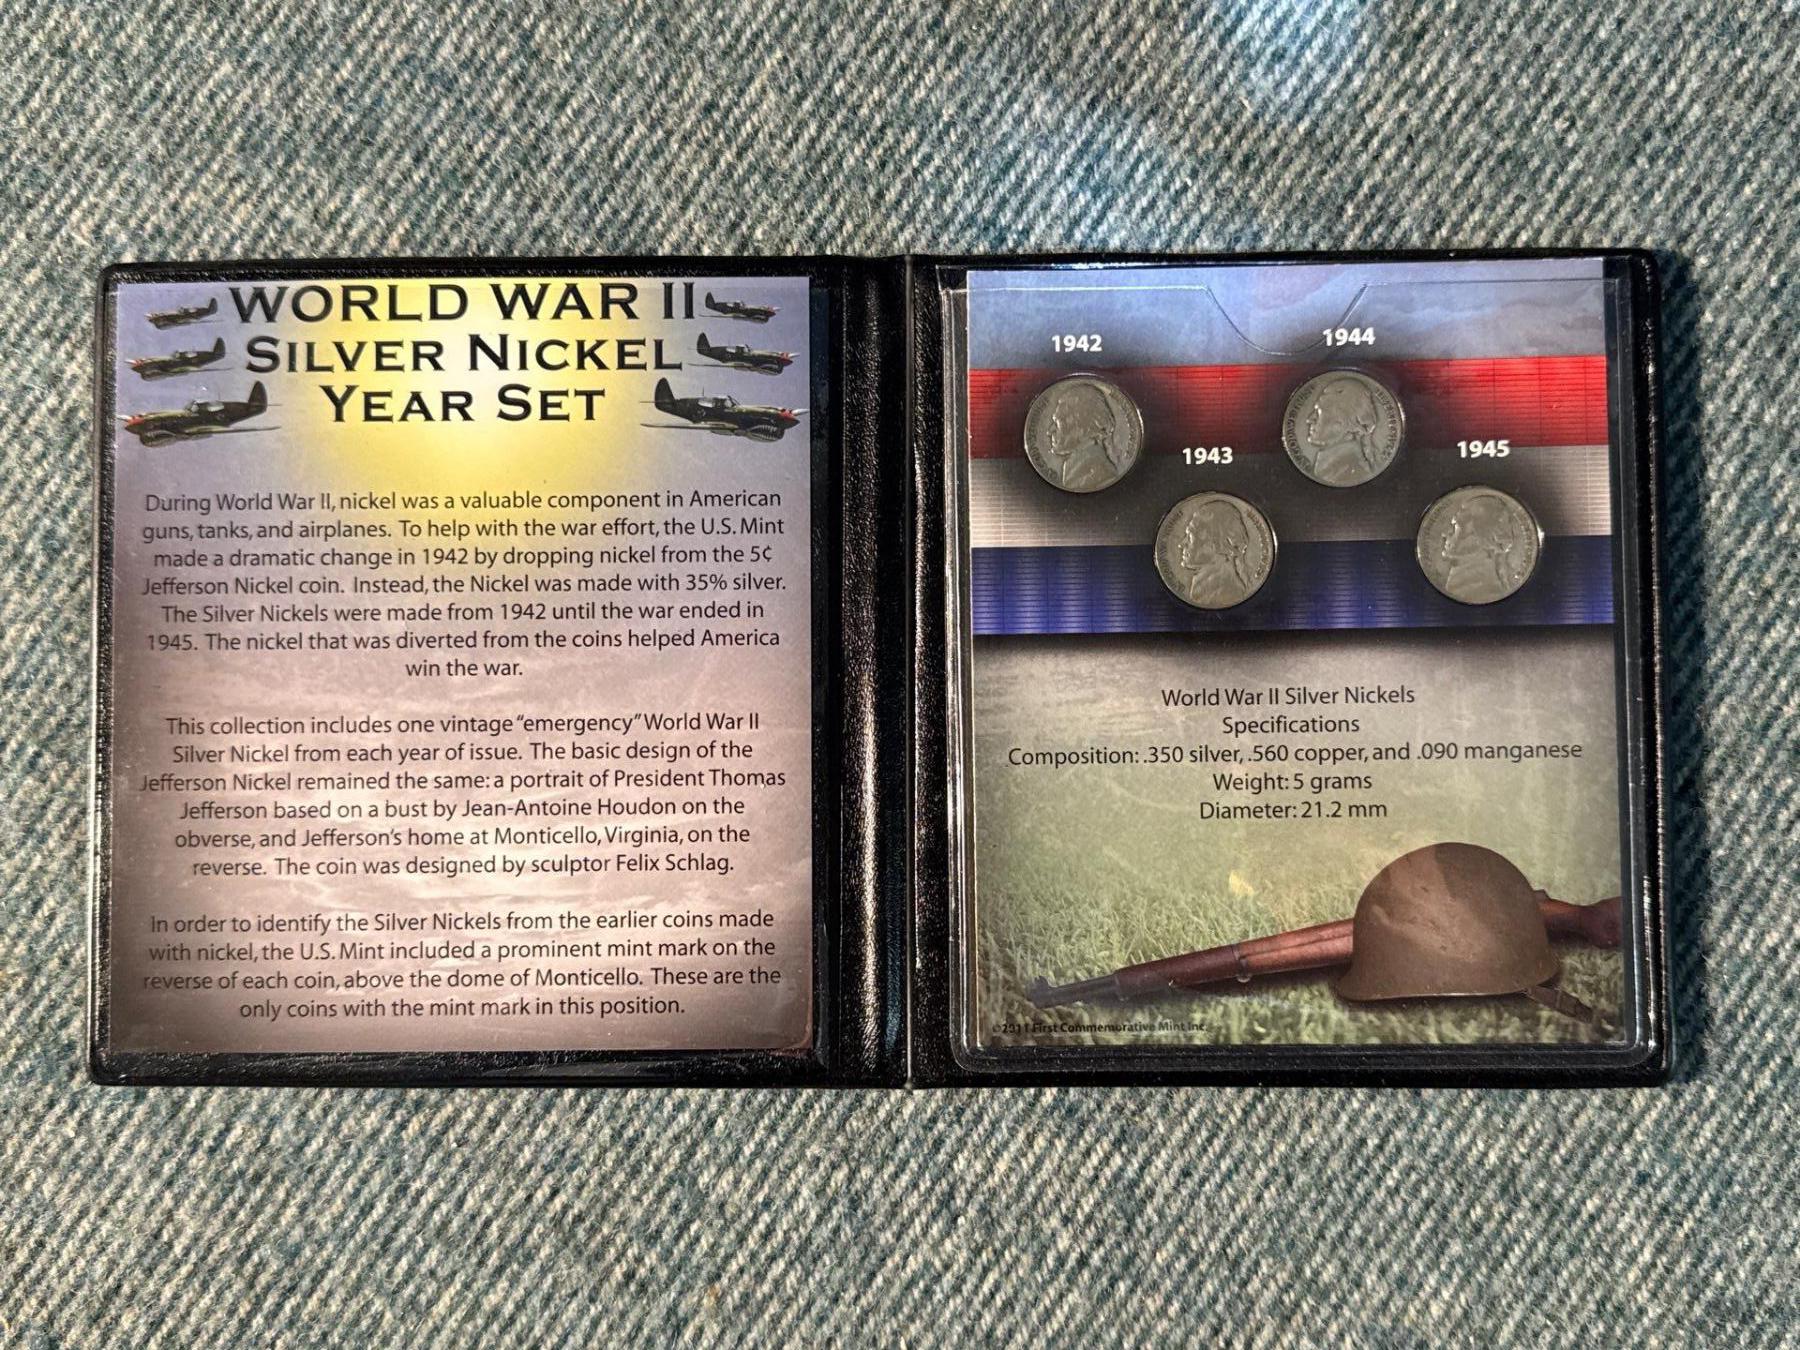 WORLD WAR II
SILVER NICKEL
YEAR SET
During World War II, nickel was a valuable component in American
guns, tanks, and airplanes. To help with the war effort, the U.S. Mint
made a dramatic change in 1942 by dropping nickel from the 5¢
Jefferson Nickel coin. Instead, the Nickel was made with 35% silver.
The Silver Nickels were made from 1942 until the war ended in
1945. The nickel that was diverted from the coins helped America
win the war.
This collection includes one vintage "emergency" World War II
Silver Nickel from each year of issue. The basic design of the
Jefferson Nickel remained the same: a portrait of President Thomas
Jefferson based on a bust by Jean-Antoine Houdon on the
obverse, and Jefferson's home at Monticello, Virginia, on the
reverse. The coin was designed by sculptor Felix Schlag.
In order to identify the Silver Nickels from the earlier coins made
with nickel, the U.S. Mint included a prominent mint mark on the
reverse of each coin, above the dome of Monticello. These are the
only coins with the mint mark in this position.
1942
1944
1943
1945
World War II Silver Nickels
Specifications
Composition: .350 silver, .560 copper, and .090 manganese
Weight: 5 grams
Diameter: 21.2 mm
©2011 First Commemorative Mint Inc.